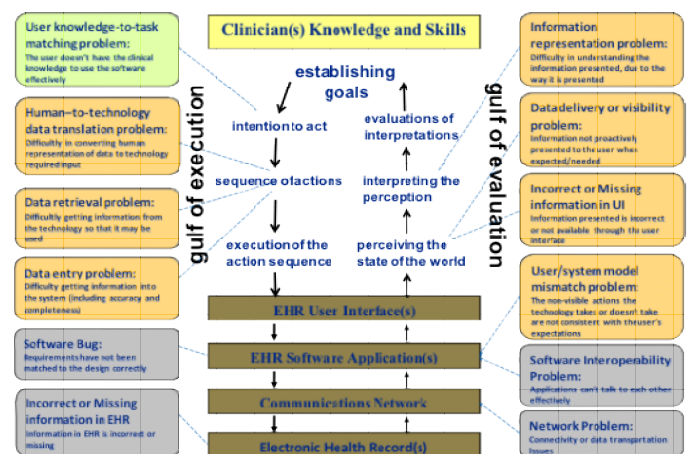 User knowledge-to-task
matching problem:
The user doesn't have the clinical
knowledge to use the software
effectively
Human–to-technology
data translation problem:
Difficultly in converting human
representation of data to technology
required input
Data retrieval problem:
Difficultly getting information from
the technology so that it may be
used
Data entry problem:
Difficultly getting information into
the system (including accuracy and
completeness)
Software Bug:
Requirements have not been
matched to the design correctly
Incorrect or Missing
information in EHR
Information in EHR is incorrect or
missing
Clinician(s) Knowledge and Skills
establishing
goals
gulf of execution
intention to act
sequence of actions
execution of the
action sequence
evaluations of
interpretations
interpreting the
perception
perceiving the
state of the world
gulf of evaluation
EHR User Interface(s)
EHR Software Application(s)
Communications Network
Electronic Health Record(s)
Information
representation problem:
Difficulty in understanding the
information presented, due to the
way it is presented
Data delivery or visibility
problem:
Information not proactively
presented to the user when
expected/needed
Incorrect or Missing
information in UI
Information presented is incorrect
or not available through the user
interface
User/system model
mismatch problem:
The non-visible actions the
technology takes or doesn't take
are not consistent with the user's
expectations
Software Interoperability
Problem:
Applications can't talk to each other
effectively
Network Problem:
Connectivity or data transportation
issues